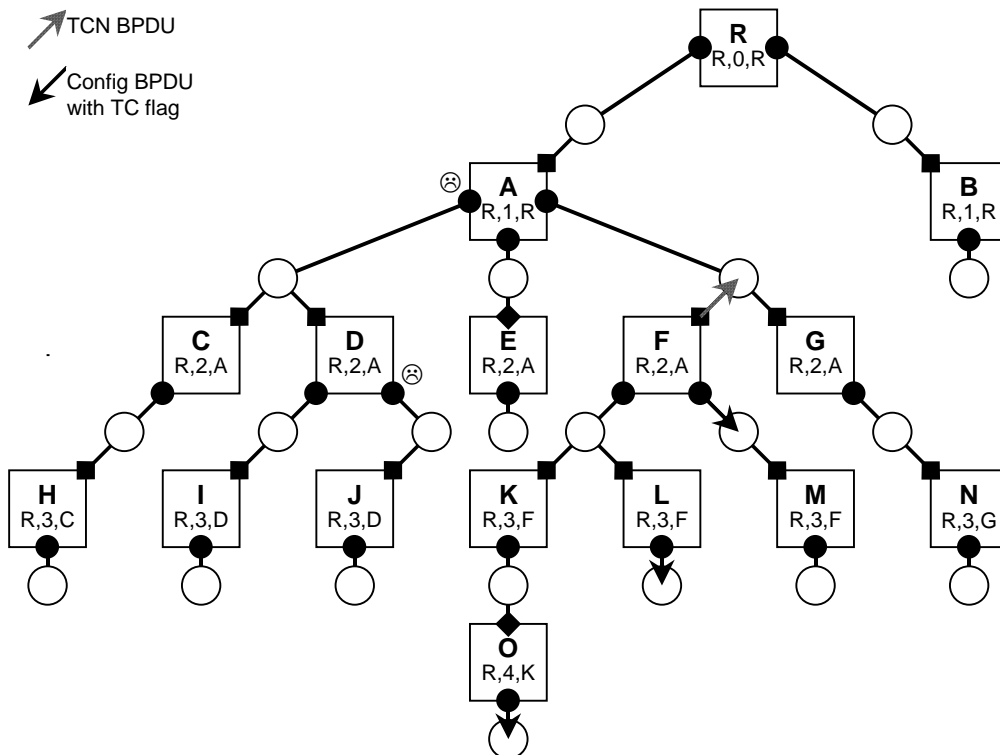 TCN BPDU
Config BPDU
with TC flag
R
R,0,R
A
R,1,R
B
R,1,R
C
R,2,A
D
R,2,A
E
R,2,A
F
R,2,A
G
R,2,A
H
R,3,C
I
R,3,D
J
R,3,D
K
R,3,F
L
R,3,F
M
R,3,F
N
R,3,G
O
R,4,K